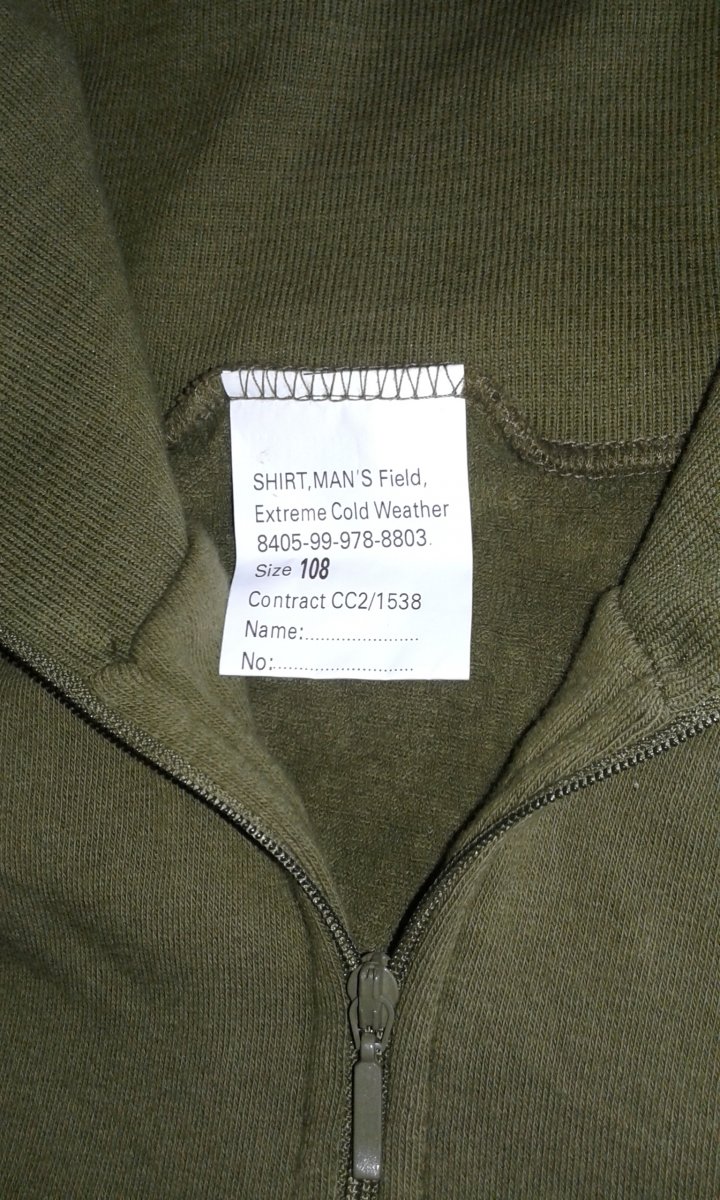 SHIRT,MAN'S Field,
Extreme Cold Weather
8405-99-978-8803.
Size 108
Contract CC2/1538
Name:......................
No:...........................